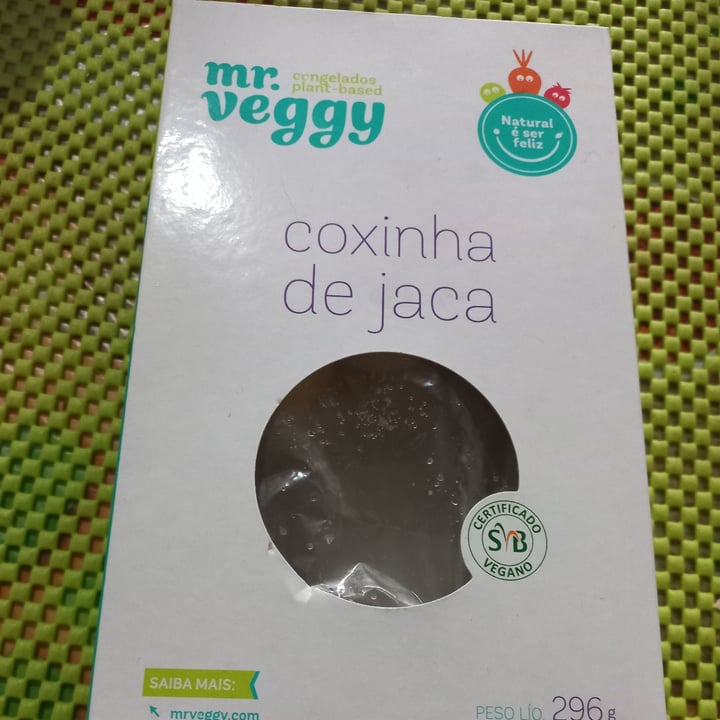 mr. congelados
veggy plant-based
Natural
é ser
feliz
coxinha
de jaca
CERTIFICADO
SVB
VEGANO
SAIBA MAIS:
mrveggy.com
PESO LÍQ 296 g